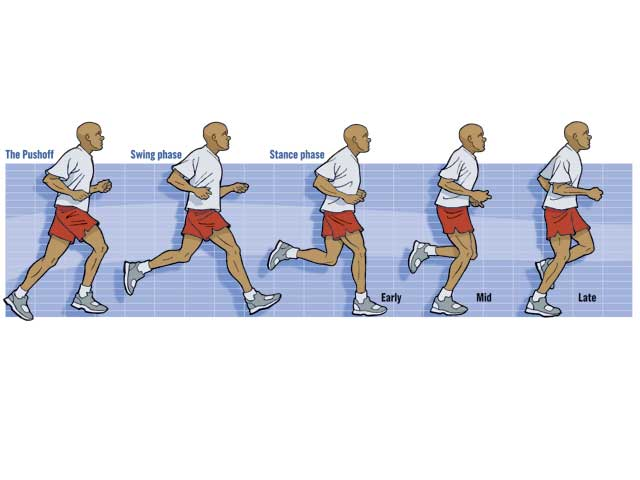 The Pushoff
Swing phase
Stance phase
Early
Mid
Late